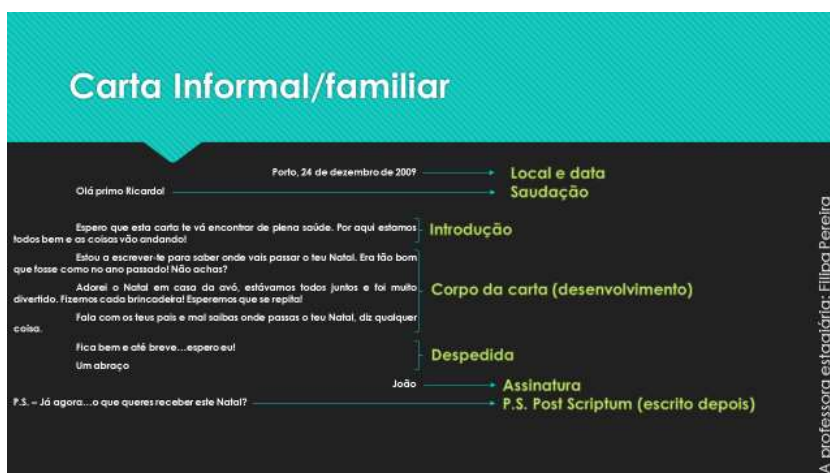 Carta Informal/familiar
Porto, 24 de dezembro de 2009
Local e data
Olá primo Ricardo!
Saudação
Espero que esta carta te vá encontrar de plena saúde. Por aqui estamos
todos bem e as coisas vão andando!
Introdução
Estou a escrever-te para saber onde vais passar o teu Natal. Era tão bom
que fosse como no ano passado! Não achas?
Adorei o Natal em casa da avó, estávamos todos juntos e foi muito
divertido. Fizemos cada brincadeira! Esperemos que se repita!
Fala com os teus pais e mal saibas onde passas o teu Natal, diz qualquer
coisa.
Corpo da carta (desenvolvimento)
Fica bem e até breve...espero eu!
Um abraço
Despedida
João
Assinatura
P.S. – Já agora...o que queres receber este Natal?
P.S. Post Scriptum (escrito depois)
A professora estagiária: Filipa Pereira